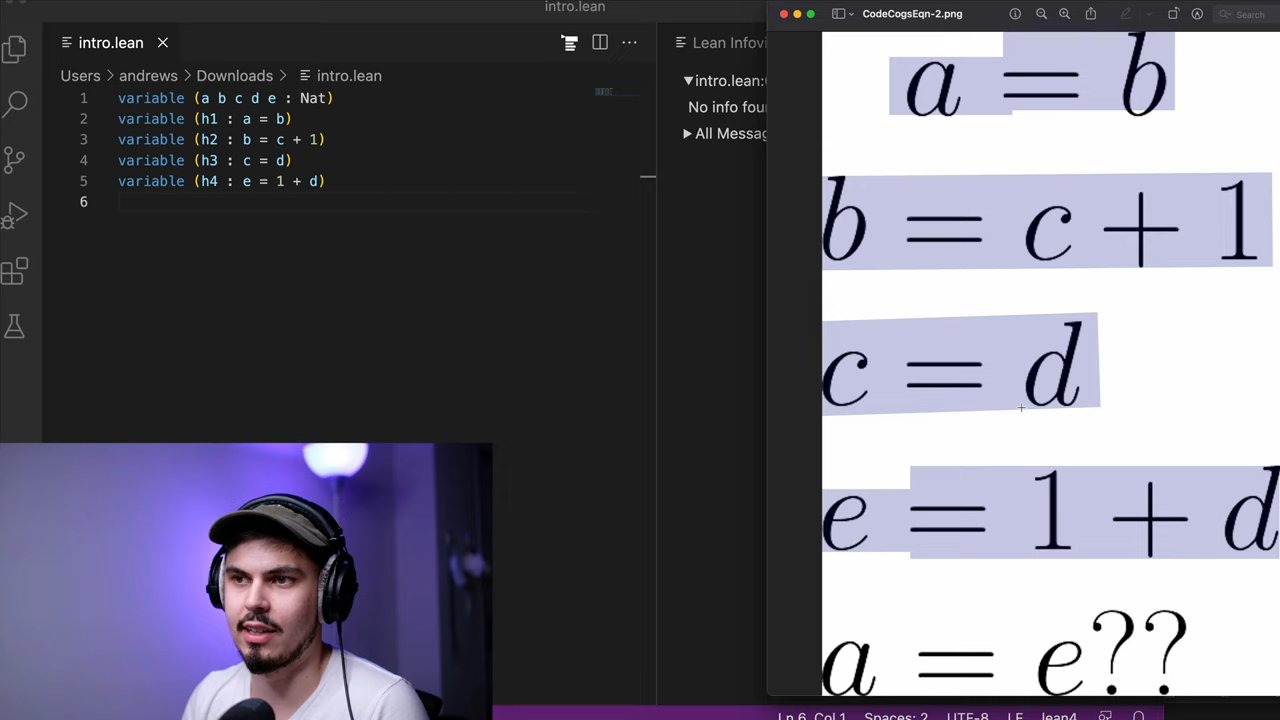 intro.lean
intro.lean
Users > andrews > Downloads > intro.lean
1 variable (a b c d e : Nat)
2 variable (h1 : a = b)
3 variable (h2 : b = c + 1)
4 variable (h3 : c = d)
5 variable (h4 : e = 1 + d)
6
Lean Infovi
intro.lean:
No info fou
All Messag
CodeCogsEqn-2.png
Search
a = b
b = c + 1
c = d
e = 1 + d
a = e??
Ln 6, Col 1 Spaces: 2 UTF-8 LF lean4